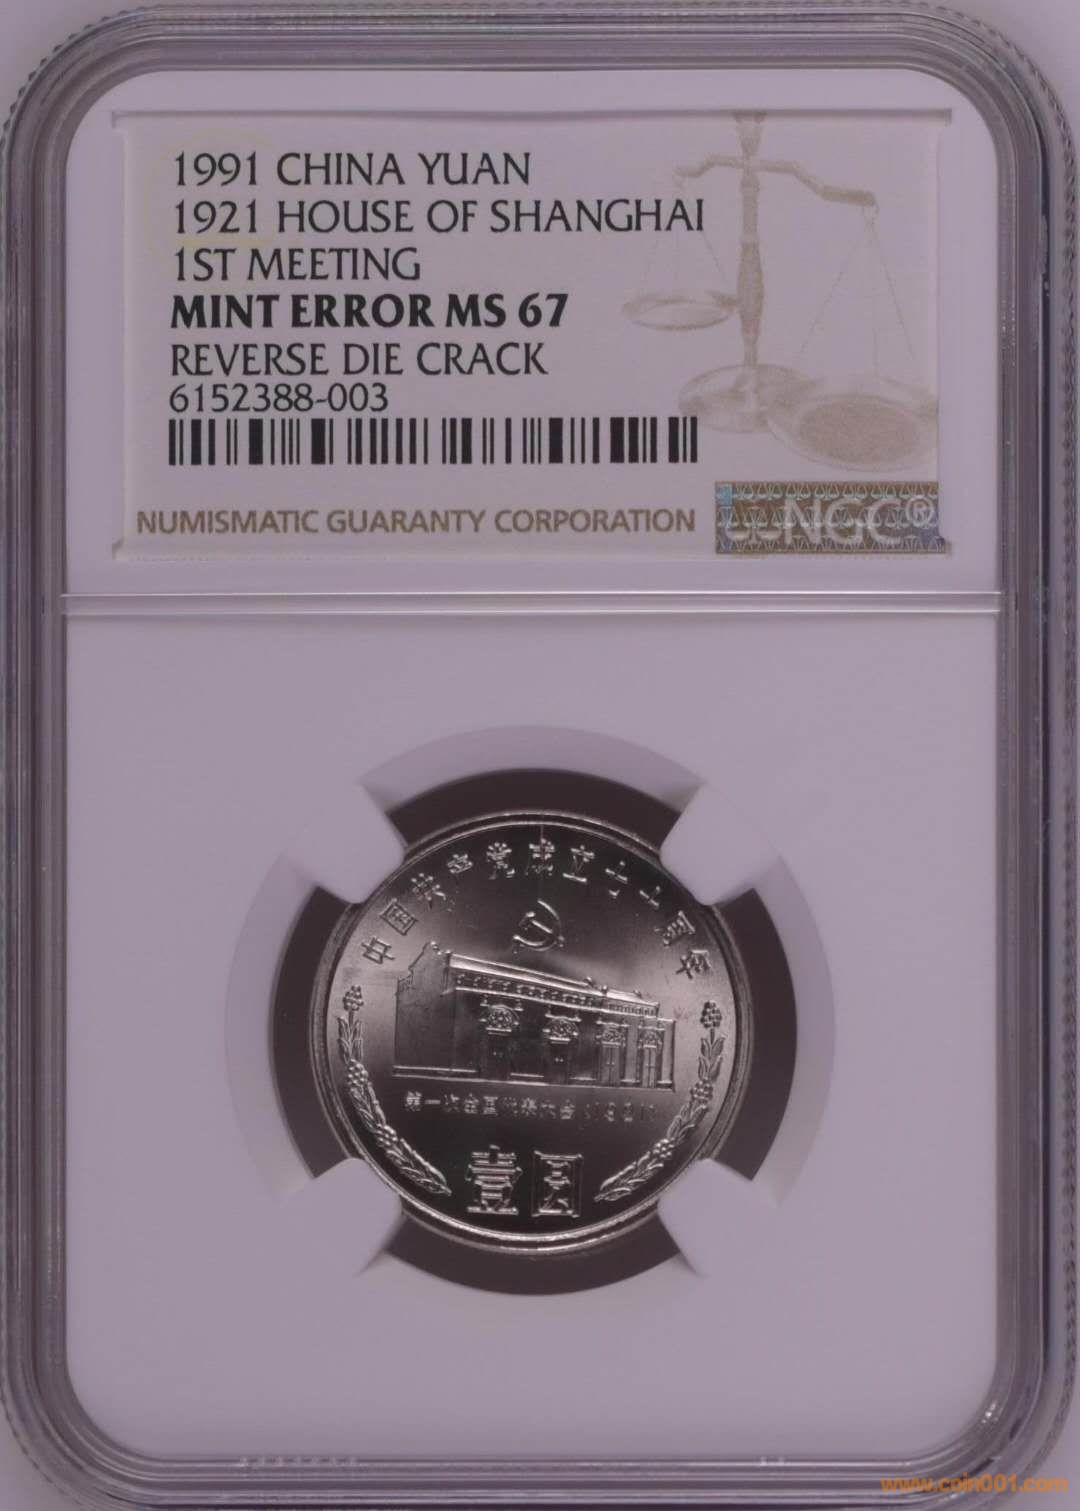 1991 CHINA YUAN
1921 HOUSE OF SHANGHAI
1ST MEETING
MINT ERROR MS 67
REVERSE DIE CRACK
6152388-003
NUMISMATIC GUARANTY CORPORATION
NGC®
中国共产党成立七十周年
第一次全国代表大会 (1921)
壹圆
www.coin001.com